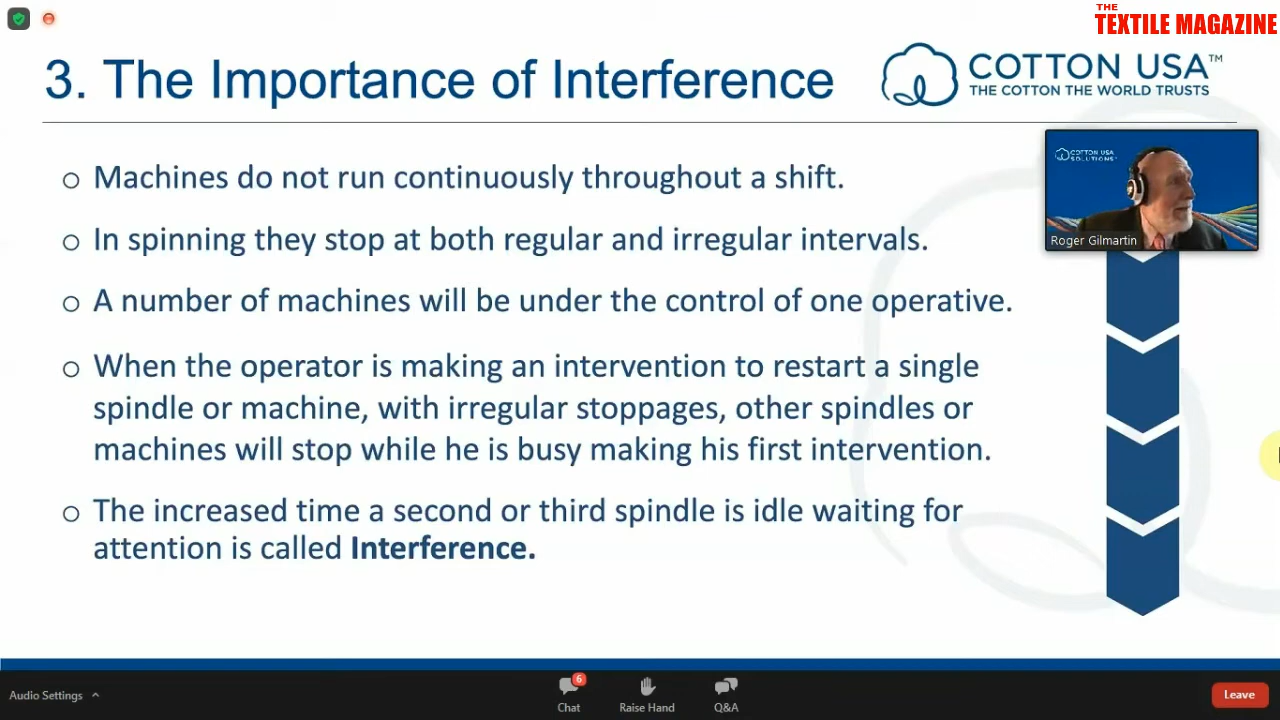 THE
TEXTILE MAGAZINE
3. The Importance of Interference
COTTON USA™
THE COTTON THE WORLD TRUSTS
○ Machines do not run continuously throughout a shift.
○ In spinning they stop at both regular and irregular intervals.
○ A number of machines will be under the control of one operative.
○ When the operator is making an intervention to restart a single
spindle or machine, with irregular stoppages, other spindles or
machines will stop while he is busy making his first intervention.
○ The increased time a second or third spindle is idle waiting for
attention is called Interference.
COTTON USA
SOLUTIONS
Roger Gilmartin
Audio Settings
6
Chat
Raise Hand
Q&A
Leave